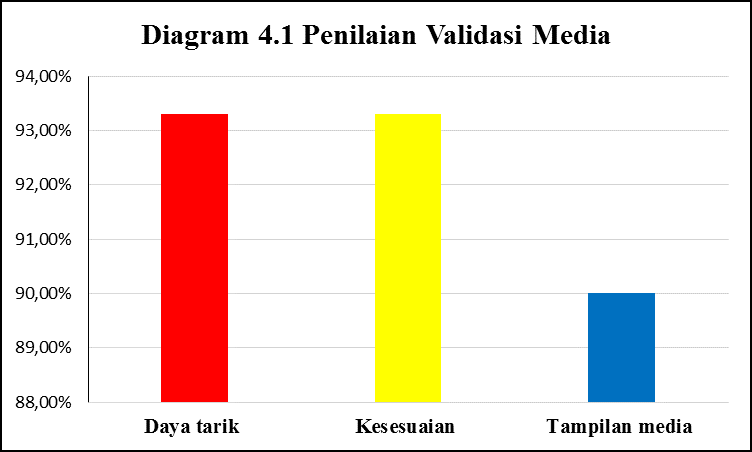 Diagram 4.1 Penilaian Validasi Media
94,00%
93,00%
92,00%
91,00%
90,00%
89,00%
88,00%
Daya tarik
Kesesuaian
Tampilan media